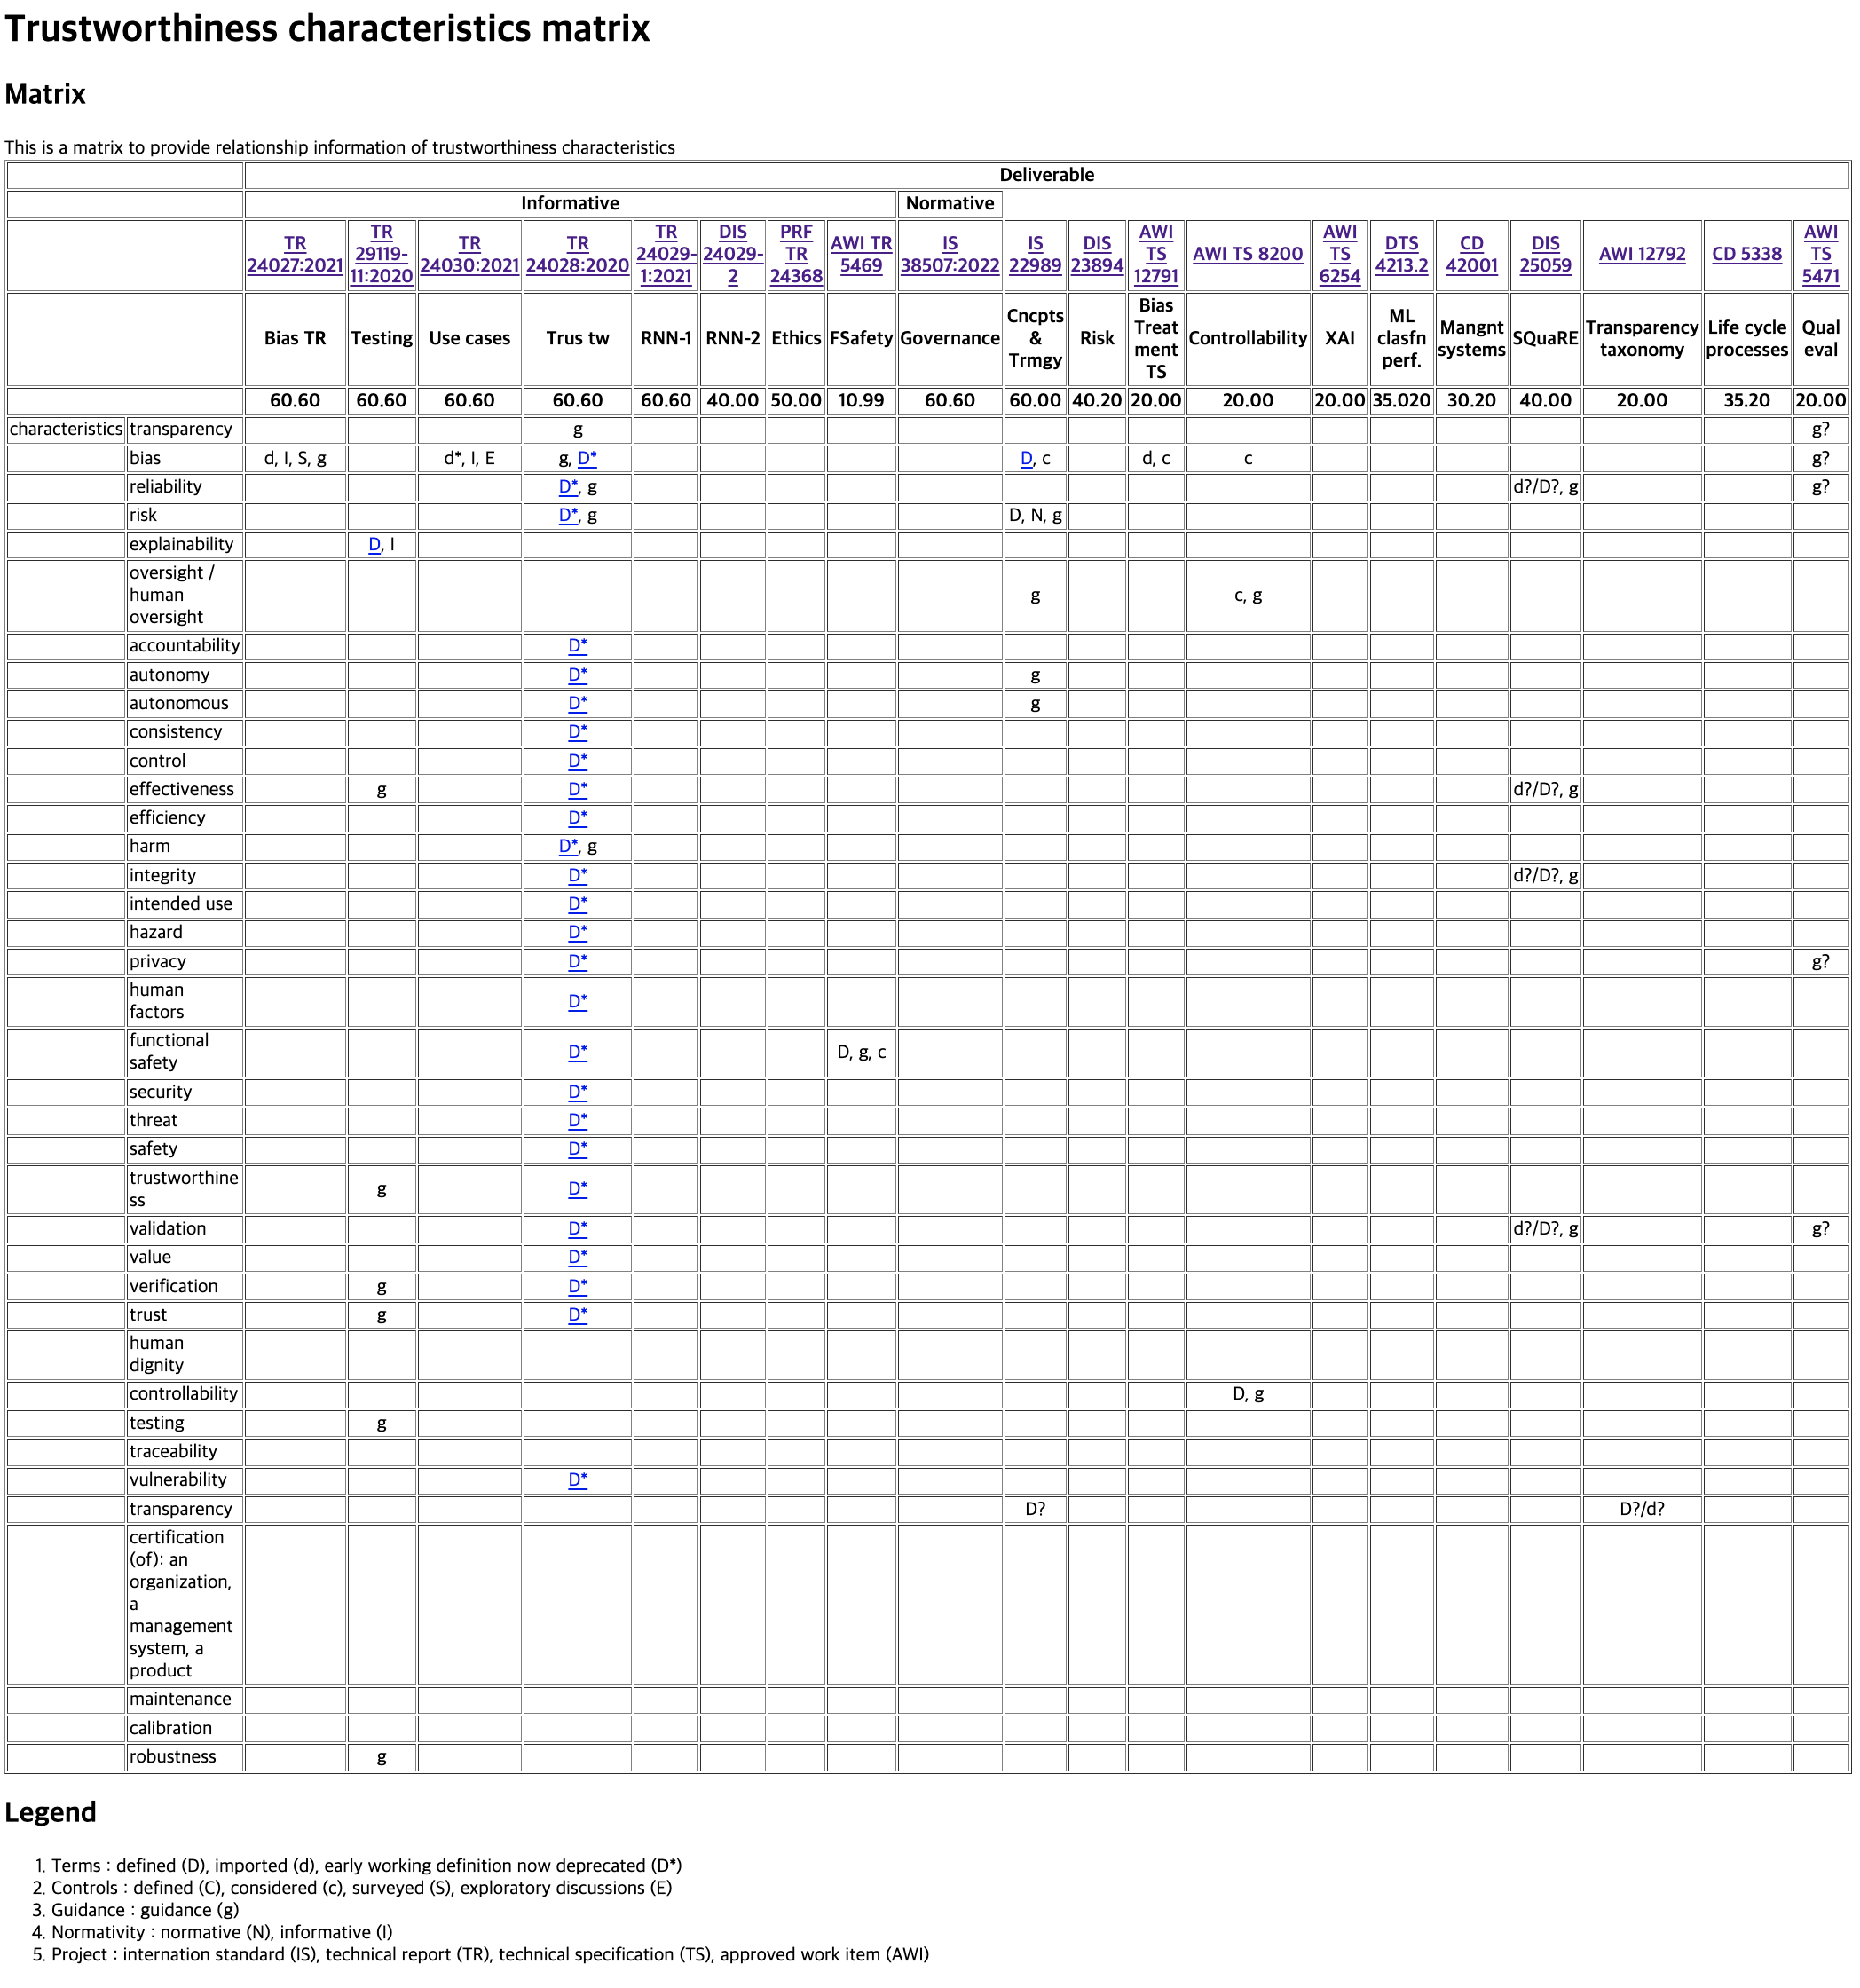 Trustworthiness characteristics matrix
Matrix
This is a matrix to provide relationship information of trustworthiness characteristics
Deliverable
Informative Normative
TR 24027:2021 TR 29119-11:2020 TR 24030:2021 TR 24028:2020 TR 24029-1:2021 DIS 24029-2 PRF TR 24368 AWI TR 5469 IS 38507:2022 IS 22989 DIS 23894 AWI TS 12791 AWI TS 8200 AWI TS 6254 DTS 4213.2 CD 42001 DIS 25059 AWI 12792 CD 5338 AWI TS 5471
Bias TR Testing Use cases Trus tw RNN-1 RNN-2 Ethics FSafety Governance Cncpts & Trmgy Risk Bias Treat ment TS Controllability XAI ML clasfn perf. Mangnt systems SQuaRE Transparency taxonomy Life cycle processes Qual eval
60.60 60.60 60.60 60.60 60.60 40.00 50.00 10.99 60.60 60.00 40.20 20.00 20.00 20.00 35.020 30.20 40.00 20.00 35.20 20.00
characteristics transparency g g?
bias d, I, S, g d*, I, E g, D* D, c d, c c g?
reliability D*, g d?/D?, g g?
risk D*, g D, N, g
explainability D, I
oversight / human oversight g c, g
accountability D*
autonomy D* g
autonomous D* g
consistency D*
control D*
effectiveness g D* d?/D?, g
efficiency D*
harm D*, g
integrity D* d?/D?, g
intended use D*
hazard D*
privacy D* g?
human factors D*
functional safety D* D, g, c
security D*
threat D*
safety D*
trustworthine ss g D*
validation D* d?/D?, g g?
value D*
verification g D*
trust g D*
human dignity
controllability D, g
testing g
traceability
vulnerability D*
transparency D? D?/d?
certification (of): an organization, a management system, a product
maintenance
calibration
robustness g
Legend
1. Terms : defined (D), imported (d), early working definition now deprecated (D*)
2. Controls : defined (C), considered (c), surveyed (S), exploratory discussions (E)
3. Guidance : guidance (g)
4. Normativity : normative (N), informative (I)
5. Project : internation standard (IS), technical report (TR), technical specification (TS), approved work item (AWI)